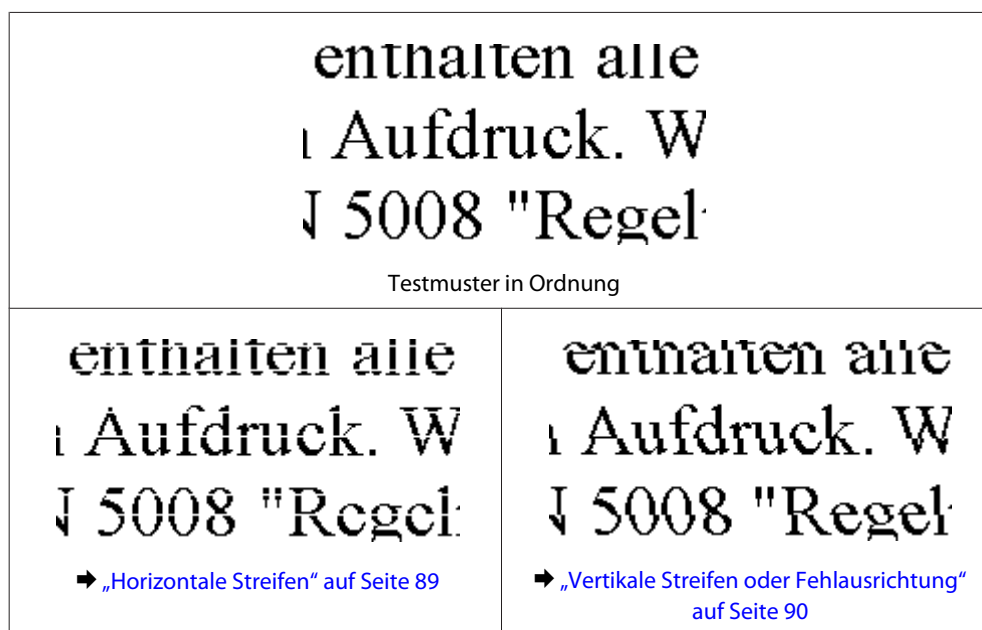 enthalten alle
Aufdruck. W
5008 "Regel
Testmuster in Ordnung
enthalten alle
Aufdruck. W
N 5008 "Regel
➡ „Horizontale Streifen“ auf Seite 89
enthalten alle
Aufdruck. W
5008 "Regel
➡ „Vertikale Streifen oder Fehlausrichtung“
auf Seite 90